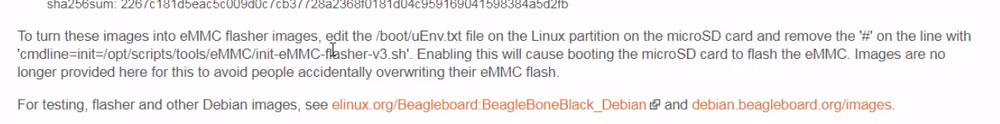 To turn these images into eMMC flasher images, edit the /boot/uEnv.txt file on the Linux partition on the microSD card and remove the '#' on the line with
'cmdline=init=/opt/scripts/tools/eMMC/init-eMMC-flasher-v3.sh'. Enabling this will cause booting the microSD card to flash the eMMC. Images are no
longer provided here for this to avoid people accidentally overwriting their eMMC flash.
For testing, flasher and other Debian images, see elinux.org/Beagleboard:BeagleBoneBlack_Debian and debian.beagleboard.org/images.